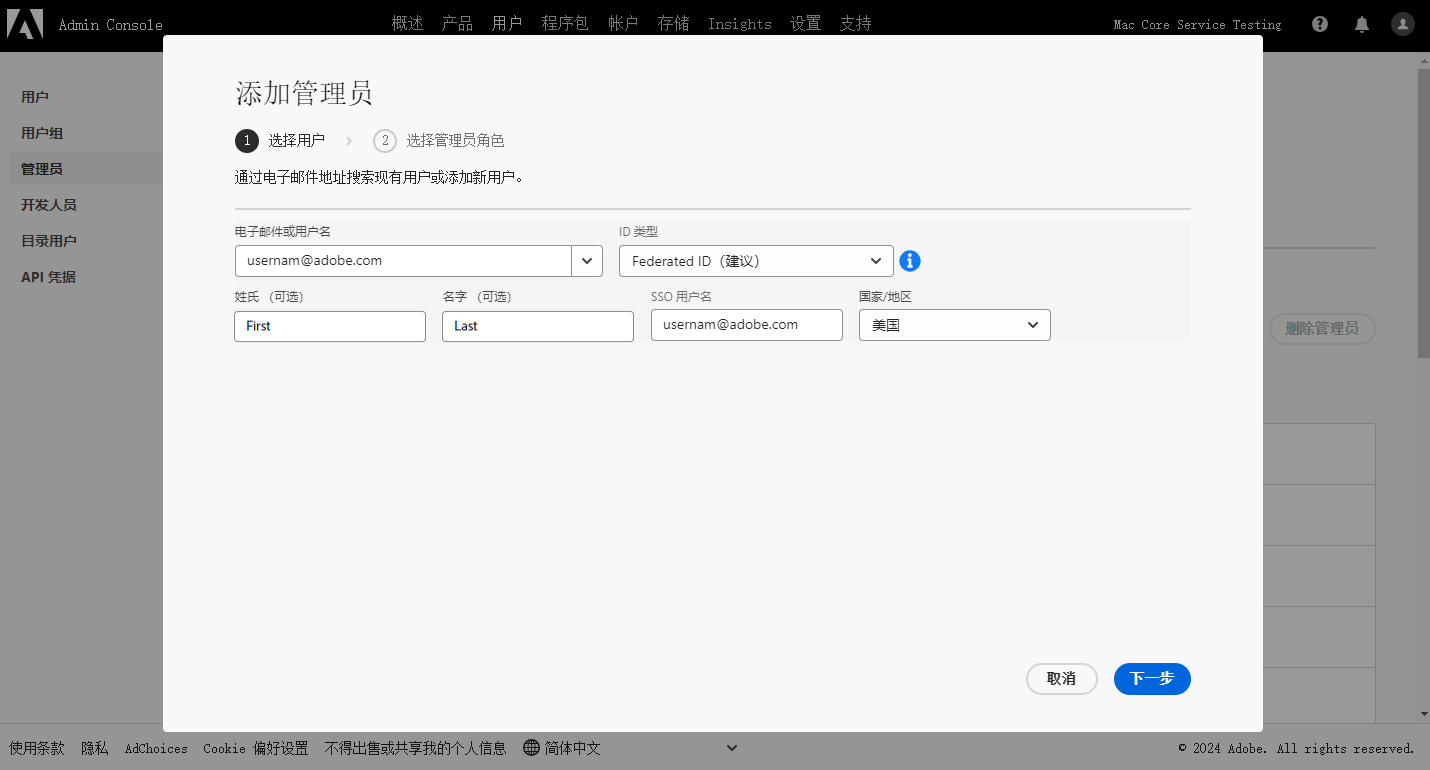 Admin Console 概述 产品 用户 程序包 帐户 存储 Insights 设置 支持 Mac Core Service Testing
用户
用户组
管理员
开发人员
目录用户
API 凭据
添加管理员
1 选择用户 2 选择管理员角色
通过电子邮件地址搜索现有用户或添加新用户。
电子邮件或用户名 ID 类型
usernam@adobe.com Federated ID（建议）
姓氏 （可选） 名字 （可选） SSO 用户名 国家/地区
First Last usernam@adobe.com 美国
删除管理员
取消 下一步
使用条款 隐私 AdChoices Cookie 偏好设置 不得出售或共享我的个人信息 简体中文 © 2024 Adobe. All rights reserved.